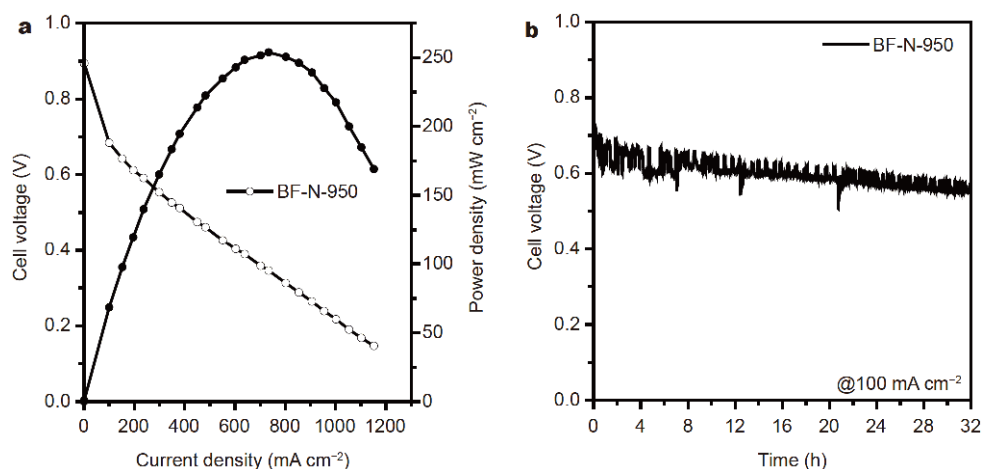 a
1.0
0.8
0.6
0.4
0.2
0.0
Cell voltage (V)
BF-N-950
250
200
150
100
50
0
Power density (mW cm⁻²)
0 200 400 600 800 1000 1200
Current density (mA cm⁻²)
b
1.0
0.8
0.6
0.4
0.2
0.0
Cell voltage (V)
BF-N-950
@100 mA cm⁻²
0 4 8 12 16 20 24 28 32
Time (h)